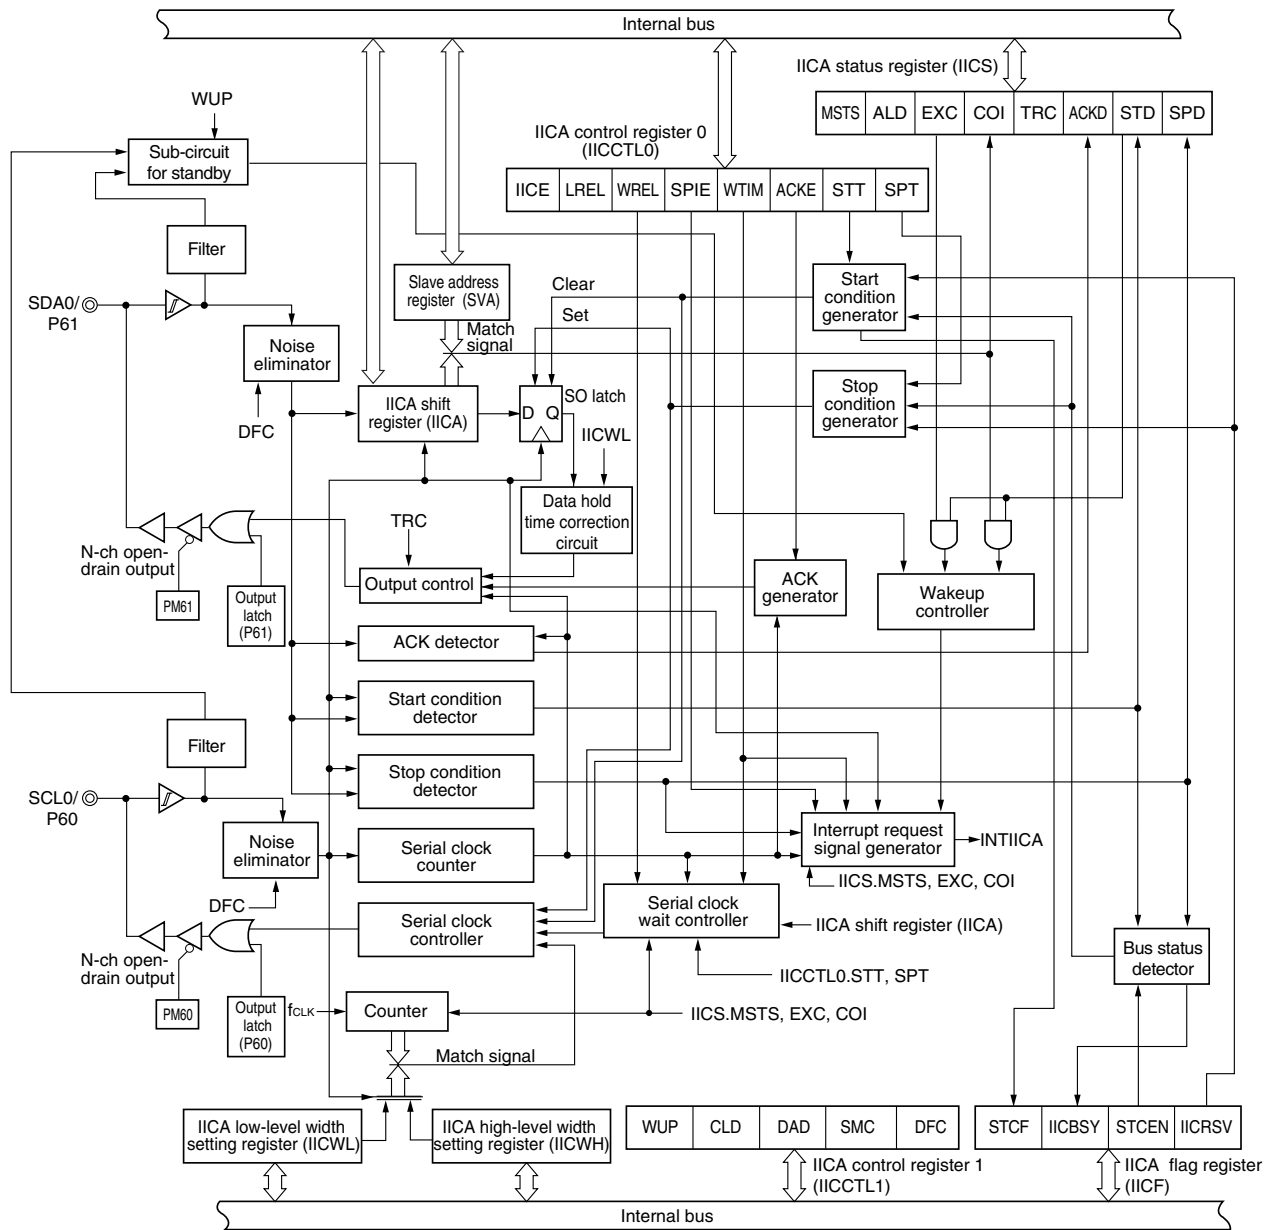 Internal bus
IICA status register (IICS)
MSTS ALD EXC COI TRC ACKD STD SPD
WUP
Sub-circuit
for standby
IICA control register 0
(IICCTL0)
IICE LREL WREL SPIE WTIM ACKE STT SPT
Filter
Slave address
register (SVA)
Clear
Set
Start
condition
generator
SDA0/
P61
Noise
eliminator
Match
signal
DFC
IICA shift
register (IICA)
D Q
SO latch
IICWL
Stop
condition
generator
Data hold
time correction
circuit
TRC
N-ch open-
drain output
PM61
Output
latch
(P61)
Output control
ACK
generator
Wakeup
controller
ACK detector
Start condition
detector
Filter
Stop condition
detector
SCL0/
P60
Noise
eliminator
Serial clock
counter
Interrupt request
signal generator
INTIICA
IICS.MSTS, EXC, COI
DFC
Serial clock
controller
Serial clock
wait controller
IICA shift register (IICA)
Bus status
detector
N-ch open-
drain output
PM60
Output
latch
(P60)
IICCTL0.STT, SPT
fCLK
Counter
IICS.MSTS, EXC, COI
Match signal
IICA low-level width
setting register (IICWL)
IICA high-level width
setting register (IICWH)
WUP CLD DAD SMC DFC
STCF IICBSY STCEN IICRSV
IICA control register 1
(IICCTL1)
IICA flag register
(IICF)
Internal bus